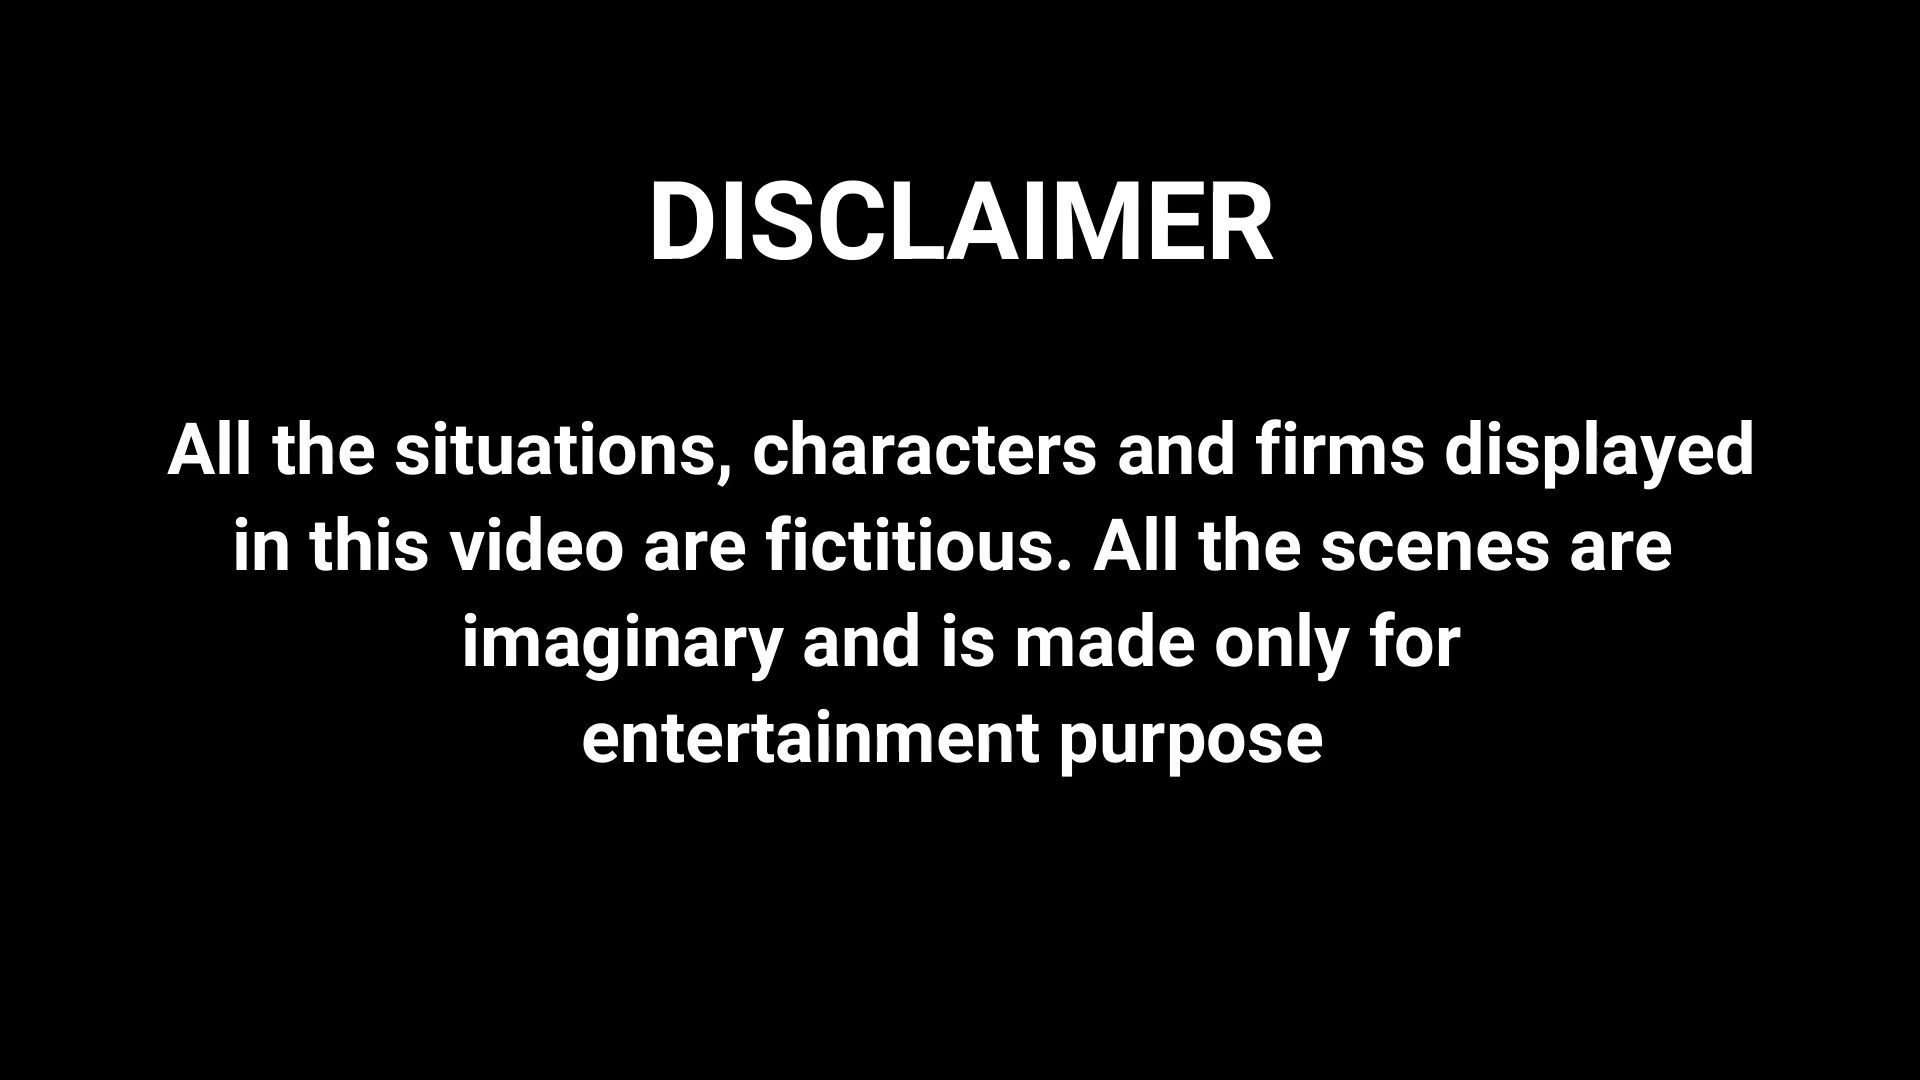 DISCLAIMER
All the situations, characters and firms displayed
in this video are fictitious. All the scenes are
imaginary and is made only for
entertainment purpose